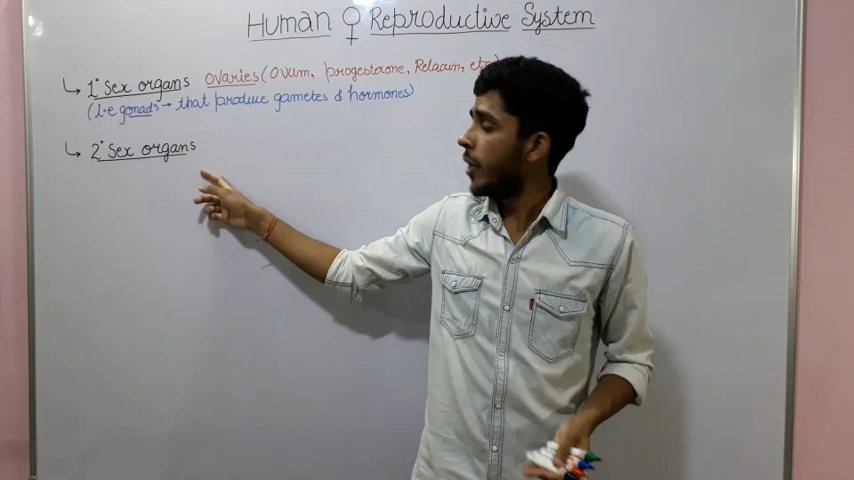 Human ♀ Reproductive System
↳ 1° Sex organs Ovaries (Ovum, progesterone, Relaxin, etc)
(i.e gonads → that produce gametes & hormones)
↳ 2° Sex organs